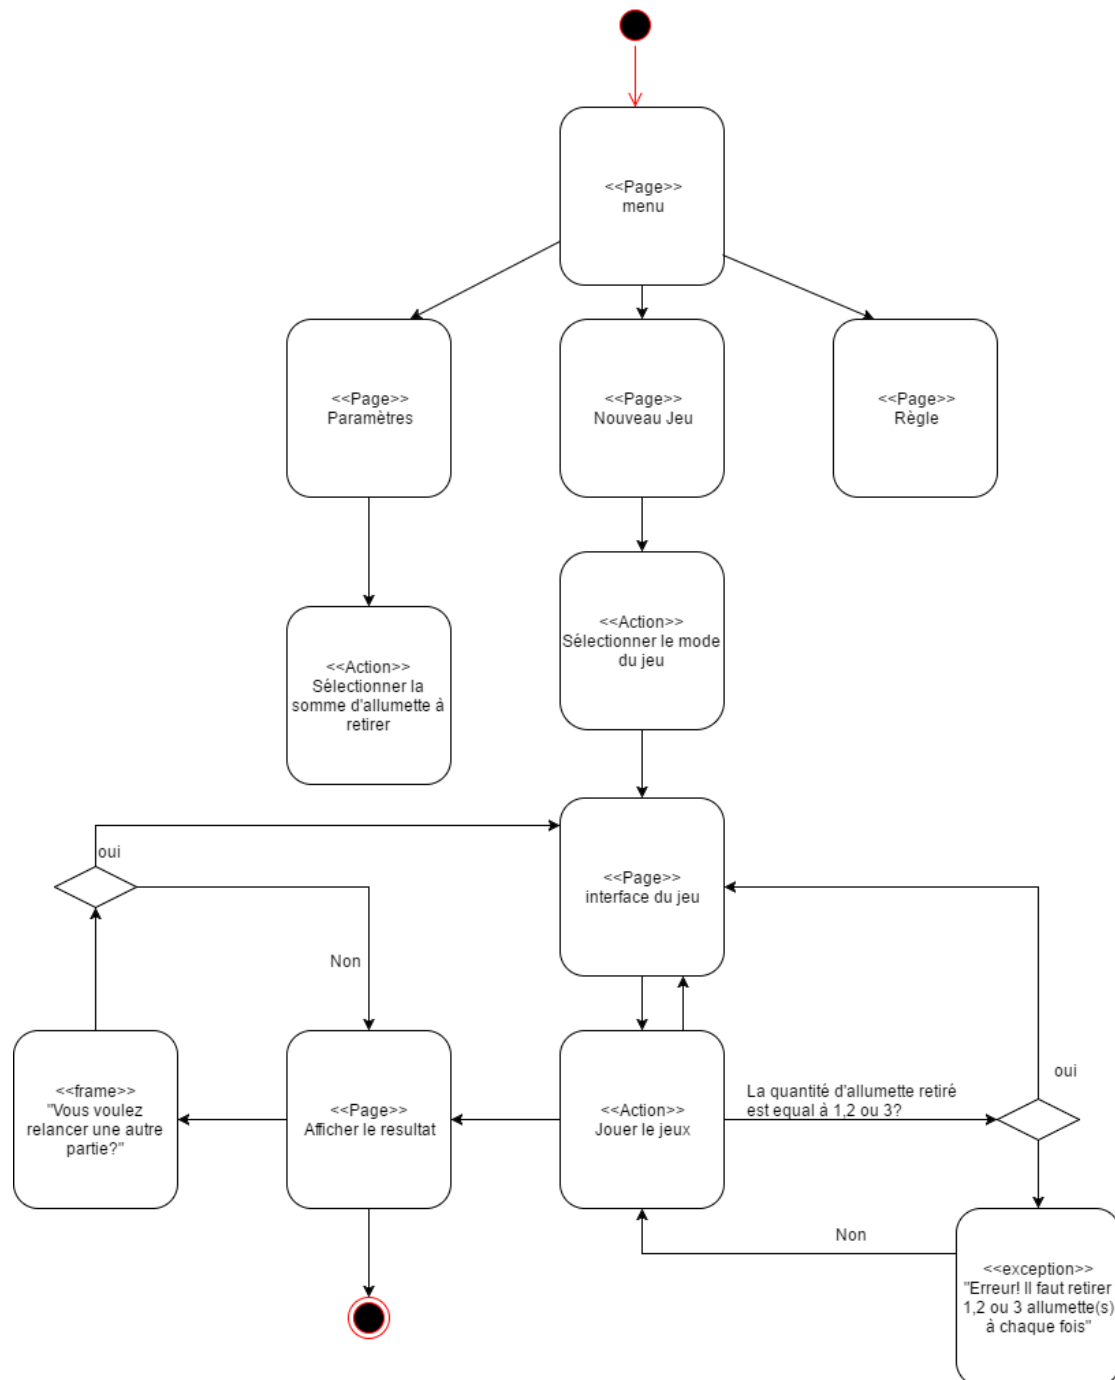 <<Page>>
menu
<<Page>>
Paramètres
<<Page>>
Nouveau Jeu
<<Page>>
Règle
<<Action>>
Sélectionner le mode
du jeu
<<Action>>
Sélectionner la
somme d'allumette à
retirer
<<Page>>
interface du jeu
oui
Non
oui
<<frame>>
"Vous voulez
relancer une autre
partie?"
<<Page>>
Afficher le resultat
<<Action>>
Jouer le jeux
La quantité d'allumette retiré
est equal à 1,2 ou 3?
Non
<<exception>>
"Erreur! Il faut retirer
1,2 ou 3 allumette(s)
à chaque fois"